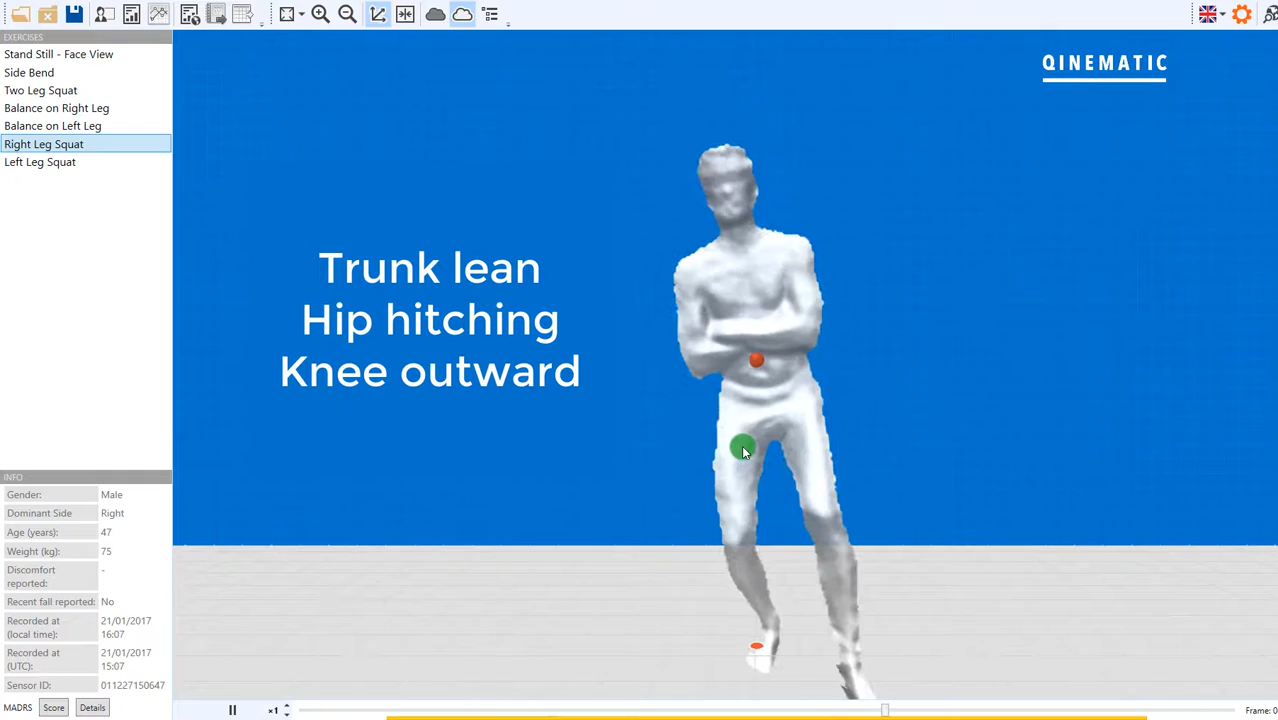 QINEMATIC
EXERCISES
Stand Still - Face View
Side Bend
Two Leg Squat
Balance on Right Leg
Balance on Left Leg
Right Leg Squat
Left Leg Squat
Trunk lean
Hip hitching
Knee outward
INFO
Gender: Male
Dominant Side Right
Age (years): 47
Weight (kg): 75
Discomfort reported: -
Recent fall reported: No
Recorded at (local time): 21/01/2017 16:07
Recorded at (UTC): 21/01/2017 15:07
Sensor ID: 011227150647
MADRS Score Details
×1
Frame: 0